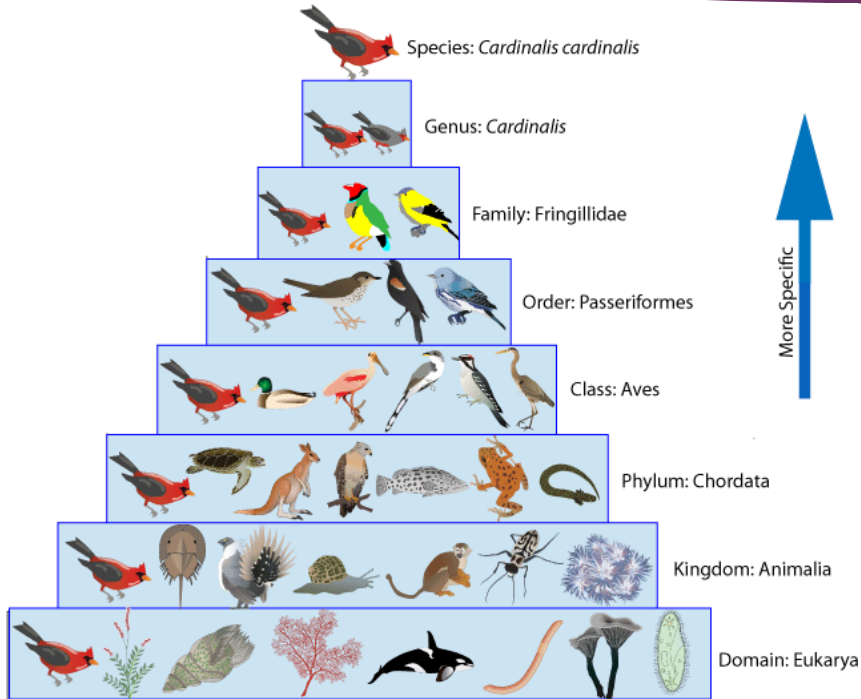 Species: Cardinalis cardinalis
Genus: Cardinalis
Family: Fringillidae
Order: Passeriformes
More Specific
Class: Aves
Phylum: Chordata
Kingdom: Animalia
Domain: Eukarya